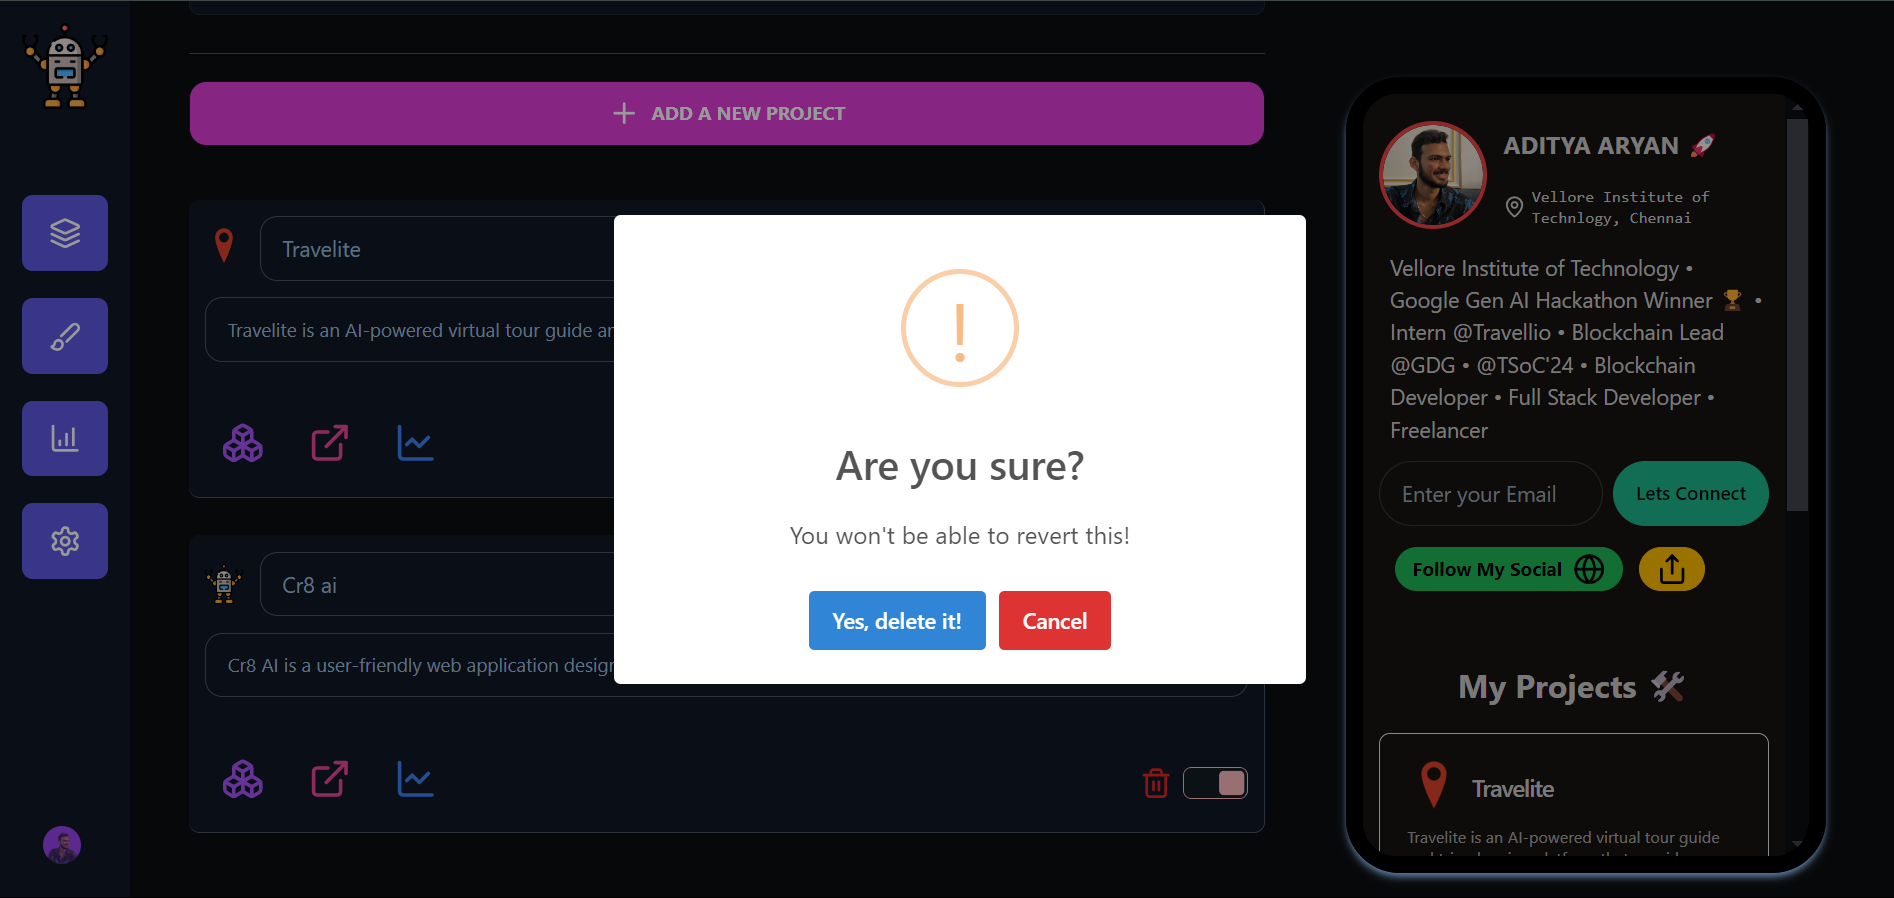 ADD A NEW PROJECT
Travelite
Travelite is an AI-powered virtual tour guide
Cr8 ai
Cr8 AI is a user-friendly web application
Are you sure?
You won't be able to revert this!
Yes, delete it!
Cancel
ADITYA ARYAN 🚀
Vellore Institute of
Technlogy, Chennai
Vellore Institute of Technology •
Google Gen AI Hackathon Winner 🏆 •
Intern @Travellio • Blockchain Lead
@GDG • @TSoC'24 • Blockchain
Developer • Full Stack Developer •
Freelancer
Enter your Email
Lets Connect
Follow My Social
My Projects 🛠️
Travelite
Travelite is an AI-powered virtual tour guide